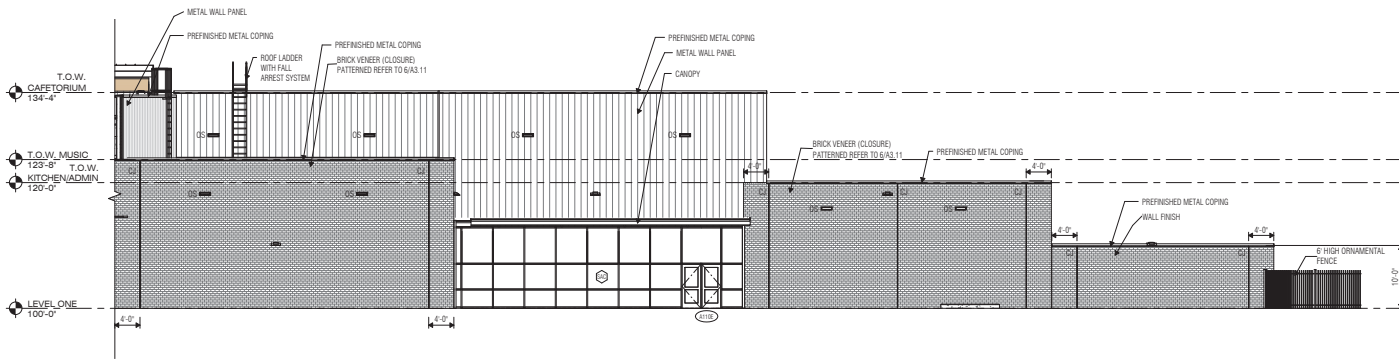 METAL WALL PANEL
PREFINISHED METAL COPING
ROOF LADDER
WITH FALL
ARREST SYSTEM
PREFINISHED METAL COPING
BRICK VENEER (CLOSURE)
PATTERNED REFER TO 6/A3.11
PREFINISHED METAL COPING
METAL WALL PANEL
CANOPY
T.O.W.
CAFETORIUM
134'-4"
OS
OS
OS
OS
T.O.W. MUSIC
123'-8"
T.O.W.
KITCHEN/ADMIN
120'-0"
CJ
CJ
OS
OS
BRICK VENEER (CLOSURE)
PATTERNED REFER TO 6/A3.11
4'-0"
PREFINISHED METAL COPING
4'-0"
CJ
CJ
CJ
OS
OS
PREFINISHED METAL COPING
WALL FINISH
4'-0"
4'-0"
CJ
CJ
6' HIGH ORNAMENTAL
FENCE
10'-0"
LEVEL ONE
100'-0"
4'-0"
4'-0"
A110E